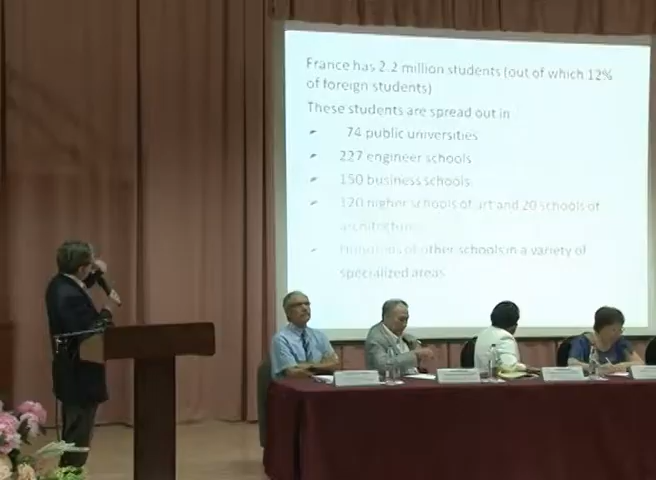 France has 2.2 million students (out of which 12%
of foreign students)
These students are spread out in
74 public universities
227 engineer schools
150 business schools
120 higher schools of art and 20 schools of
architecture
Hundreds of other schools in a variety of
specialized areas